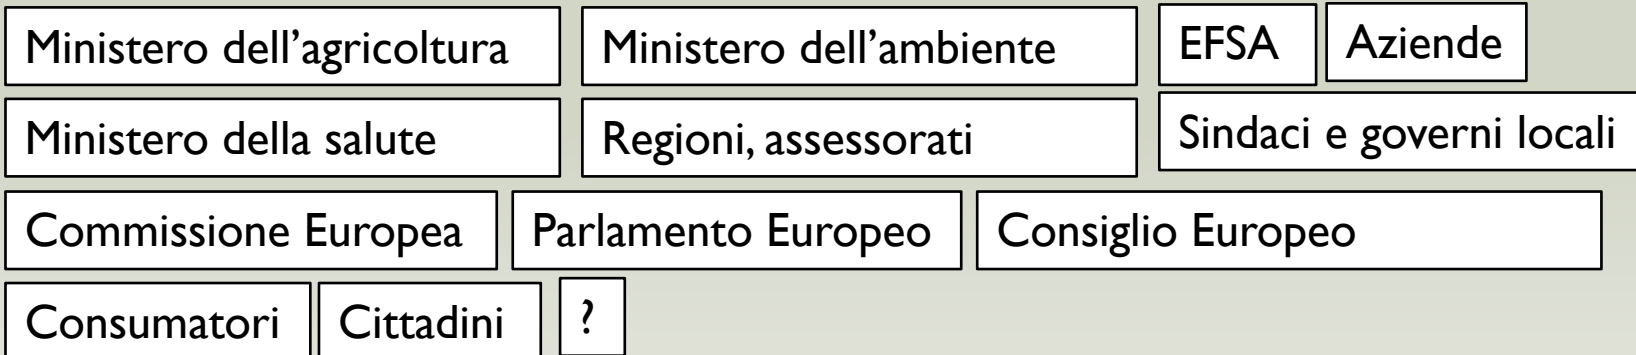 Ministero dell’agricoltura
Ministero dell’ambiente
EFSA
Aziende
Ministero della salute
Regioni, assessorati
Sindaci e governi locali
Commissione Europea
Parlamento Europeo
Consiglio Europeo
Consumatori
Cittadini
?